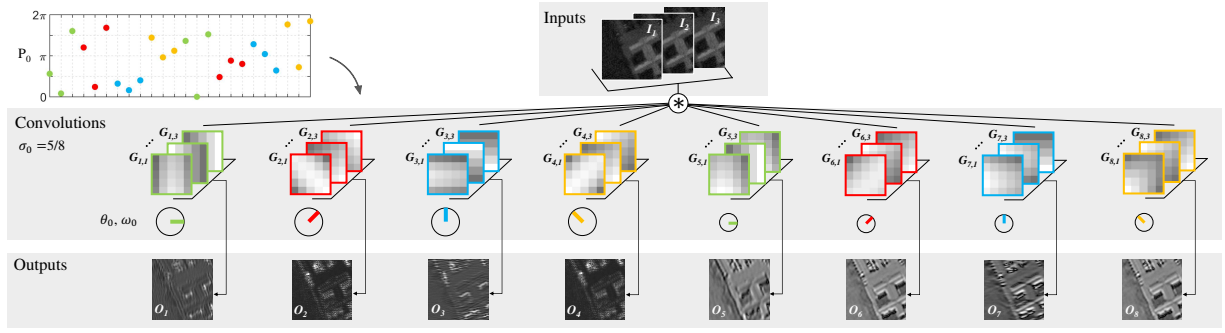 2π
P₀ π
0
Inputs
I₁ I₂ I₃
*
Convolutions
σ₀ =5/8
G₁,₃ G₂,₃ G₃,₃ G₄,₃ G₅,₃ G₆,₃ G₇,₃ G₈,₃
G₁,₁ G₂,₁ G₃,₁ G₄,₁ G₅,₁ G₆,₁ G₇,₁ G₈,₁
θ₀, ω₀
Outputs
O₁ O₂ O₃ O₄ O₅ O₆ O₇ O₈